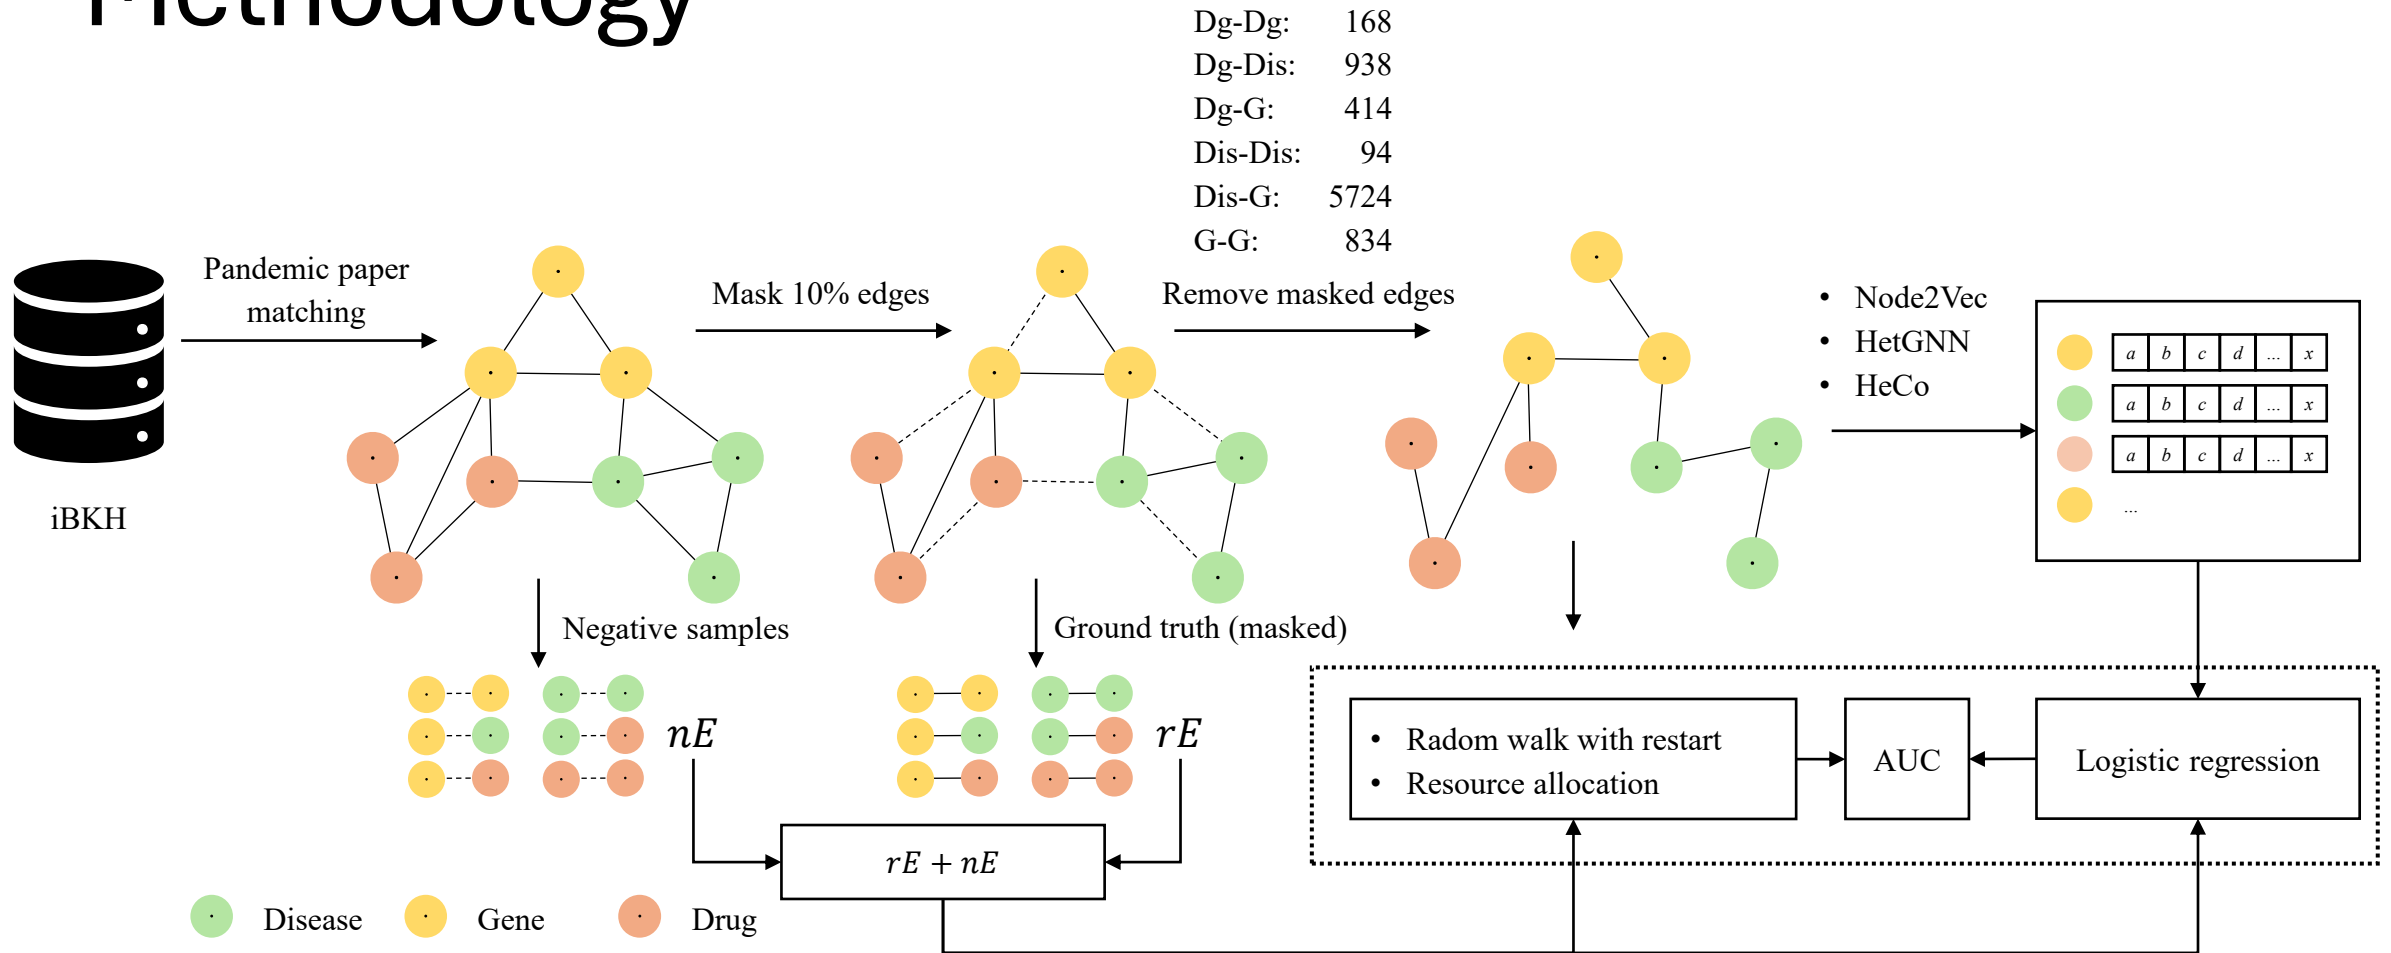 Methodology
Dg-Dg: 168
Dg-Dis: 938
Dg-G: 414
Dis-Dis: 94
Dis-G: 5724
G-G: 834
Pandemic paper
matching
Mask 10% edges
Remove masked edges
• Node2Vec
• HetGNN
• HeCo
a b c d ... x
a b c d ... x
a b c d ... x
...
iBKH
Negative samples
Ground truth (masked)
nE
rE
• Radom walk with restart
• Resource allocation
AUC
Logistic regression
rE + nE
Disease
Gene
Drug